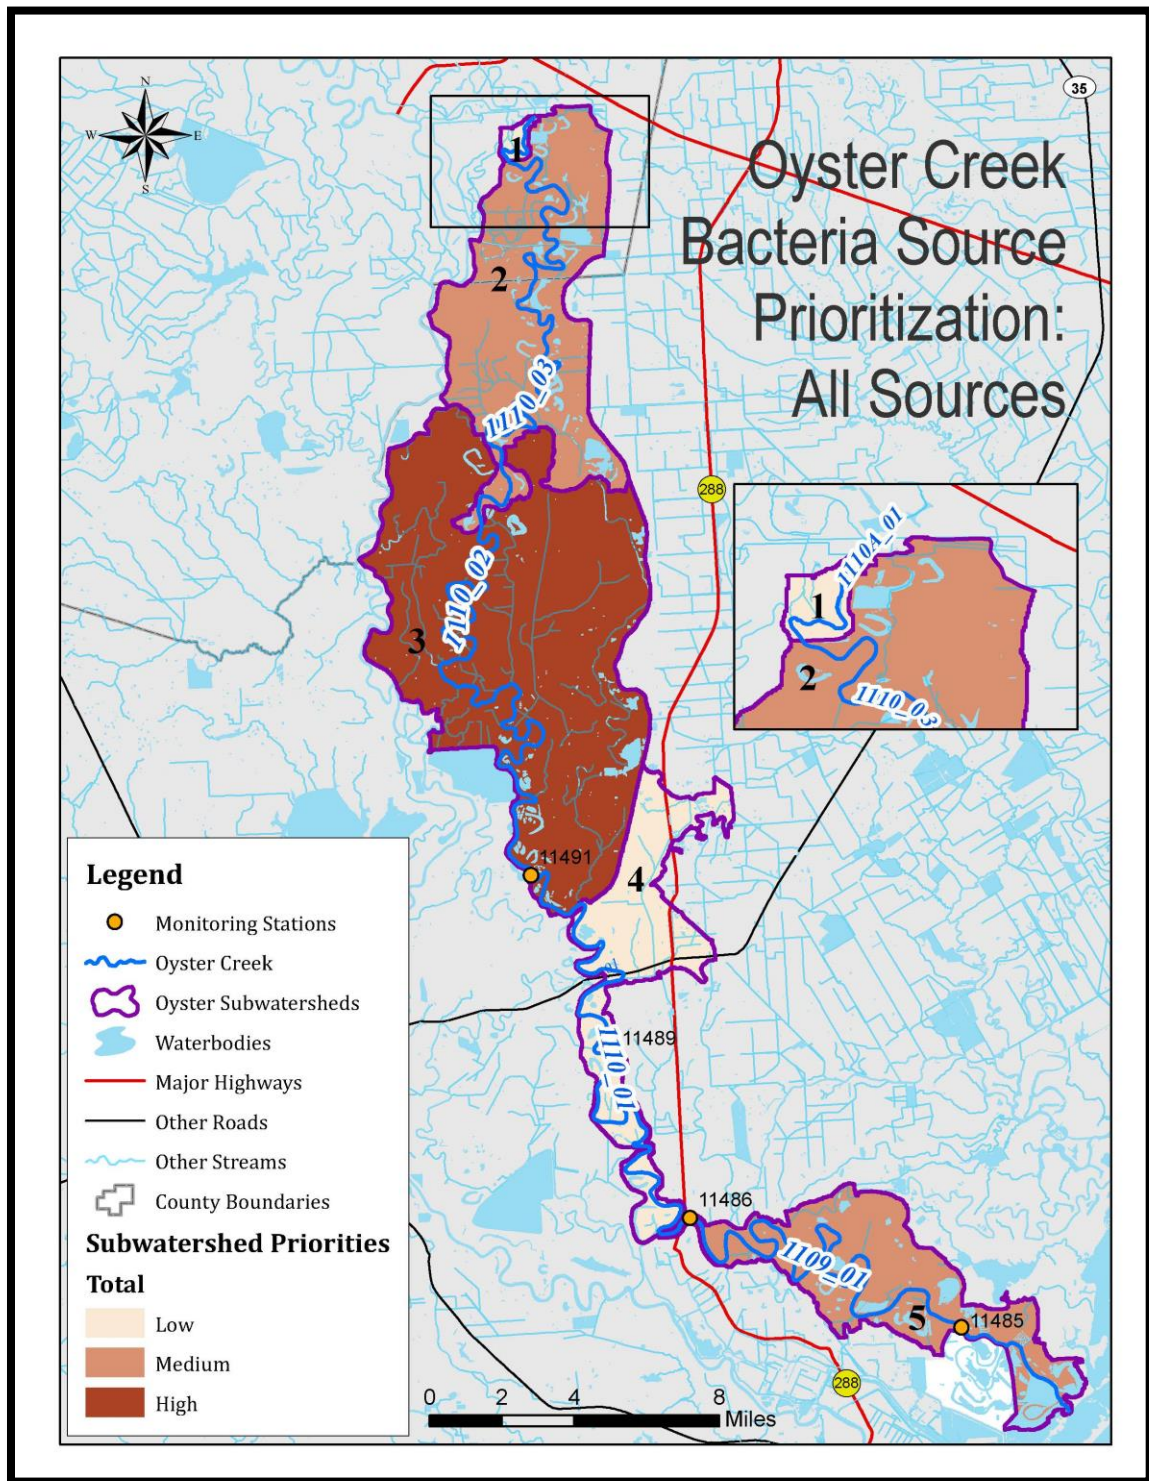 N
W E
S
35
Oyster Creek
Bacteria Source
Prioritization:
All Sources
1
2
1110_03
288
1110A_01
1
2
1110_03
1110_02
3
11491
4
11489
1110_01
11486
1109_01
5
11485
288
Legend
Monitoring Stations
Oyster Creek
Oyster Subwatersheds
Waterbodies
Major Highways
Other Roads
Other Streams
County Boundaries
Subwatershed Priorities
Total
Low
Medium
High
0 2 4 8
Miles